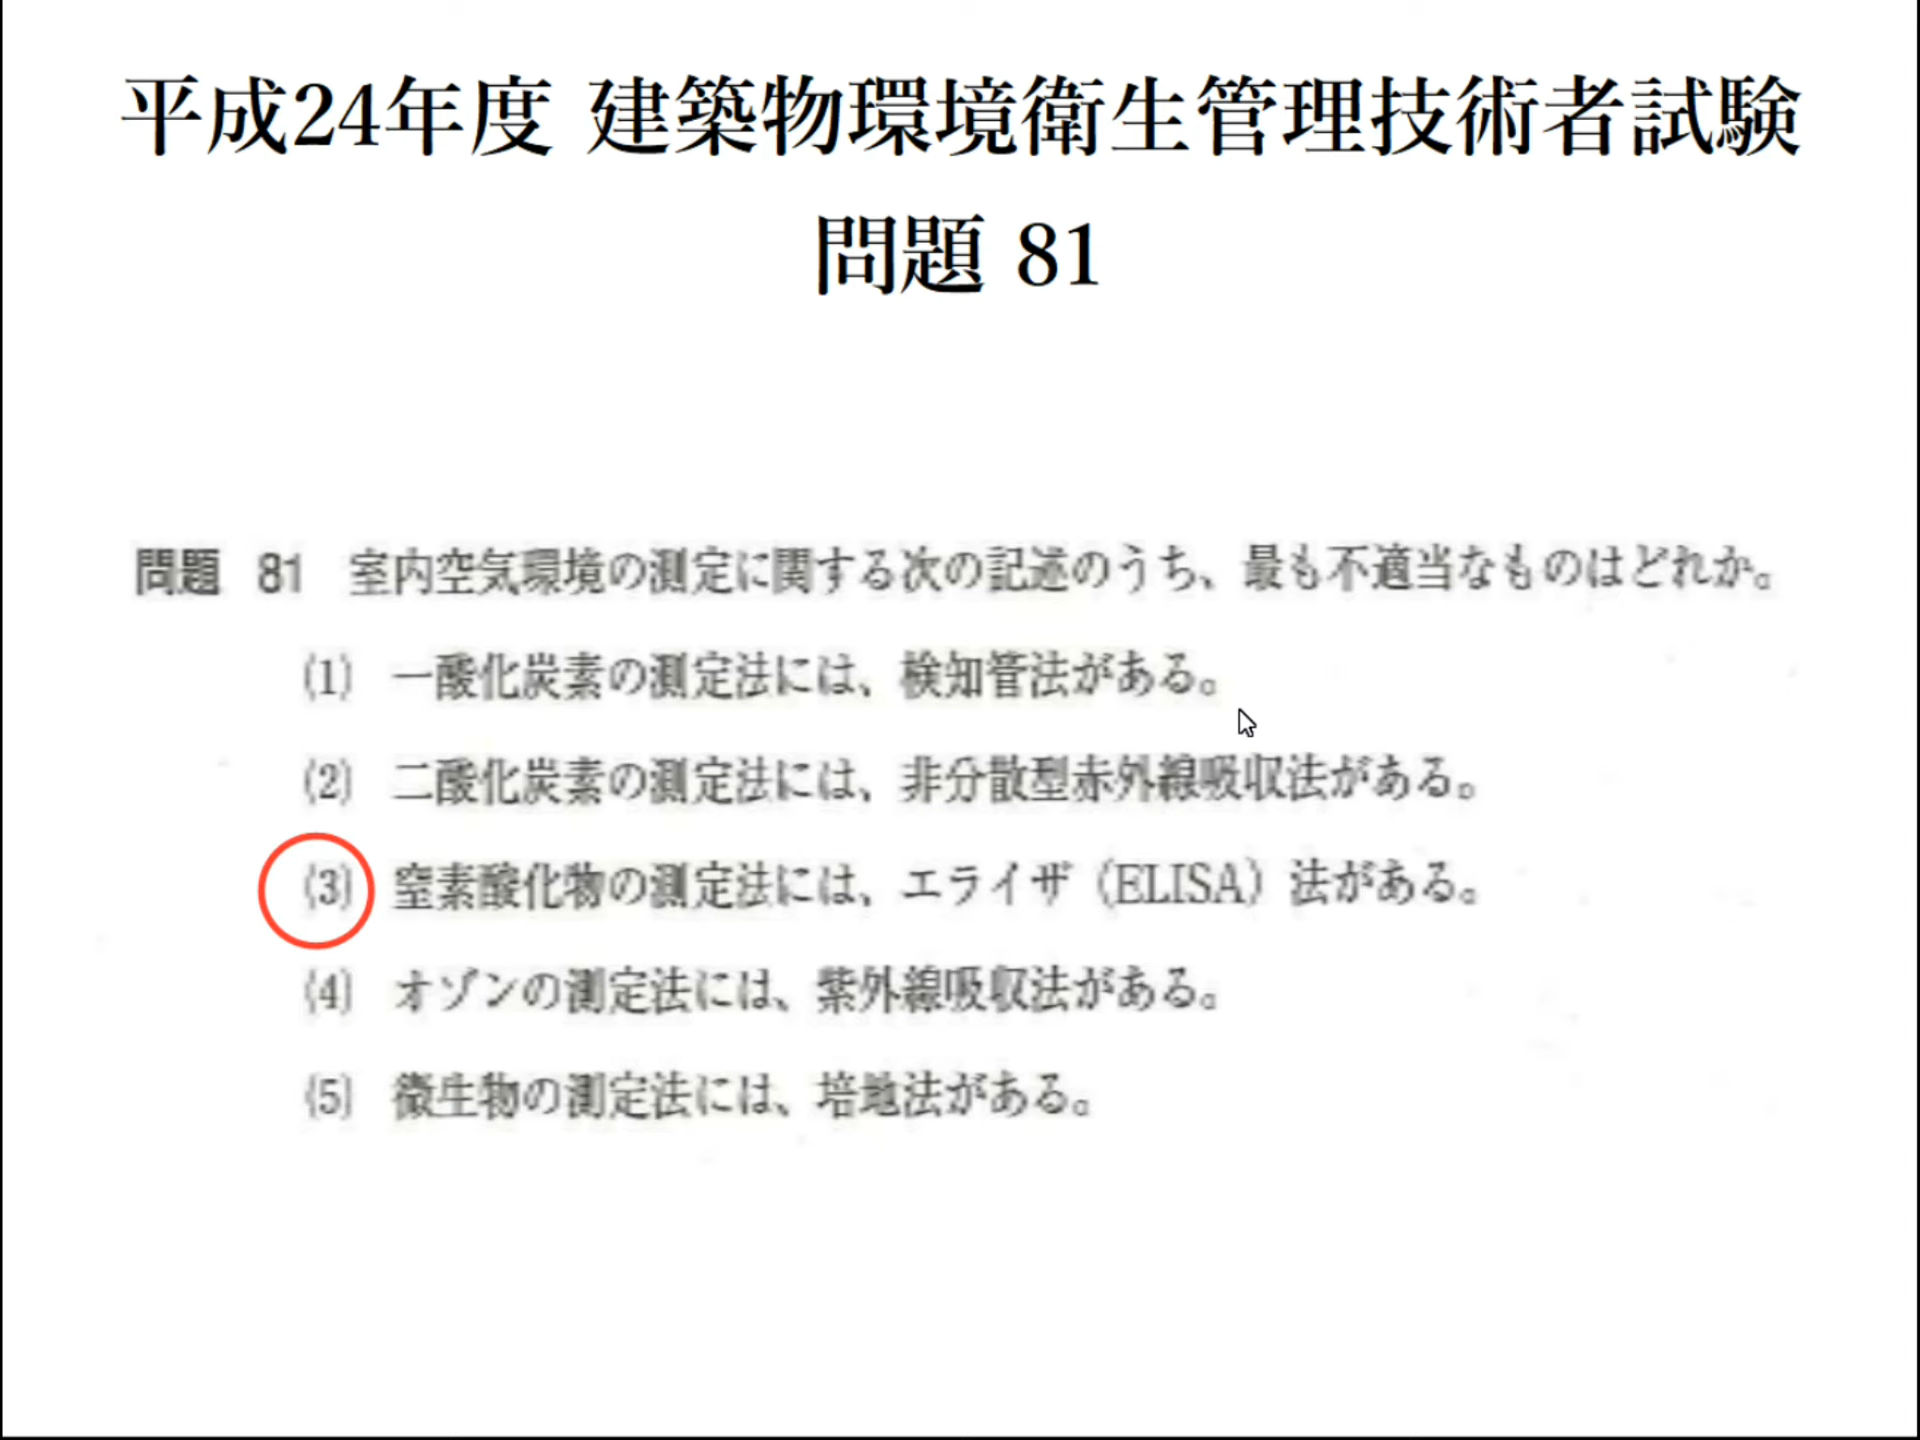 平成24年度 建築物環境衛生管理技術者試験
問題 81
問題 81 室内空気環境の測定に関する次の記述のうち、最も不適当なものはどれか。
(1) 一酸化炭素の測定法には、検知管法がある。
(2) 二酸化炭素の測定法には、非分散型赤外線吸収法がある。
(3) 窒素酸化物の測定法には、エライザ(ELISA)法がある。
(4) オゾンの測定法には、紫外線吸収法がある。
(5) 微生物の測定法には、培地法がある。